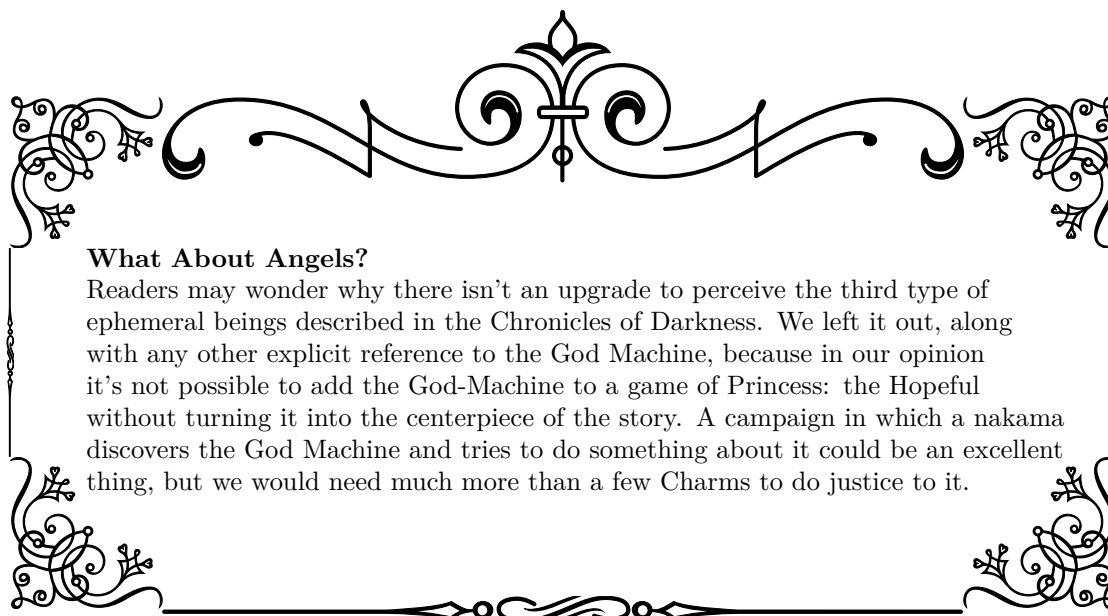 What About Angels?
Readers may wonder why there isn't an upgrade to perceive the third type of
ephemeral beings described in the Chronicles of Darkness. We left it out, along
with any other explicit reference to the God Machine, because in our opinion
it's not possible to add the God-Machine to a game of Princess: the Hopeful
without turning it into the centerpiece of the story. A campaign in which a nakama
discovers the God Machine and tries to do something about it could be an excellent
thing, but we would need much more than a few Charms to do justice to it.